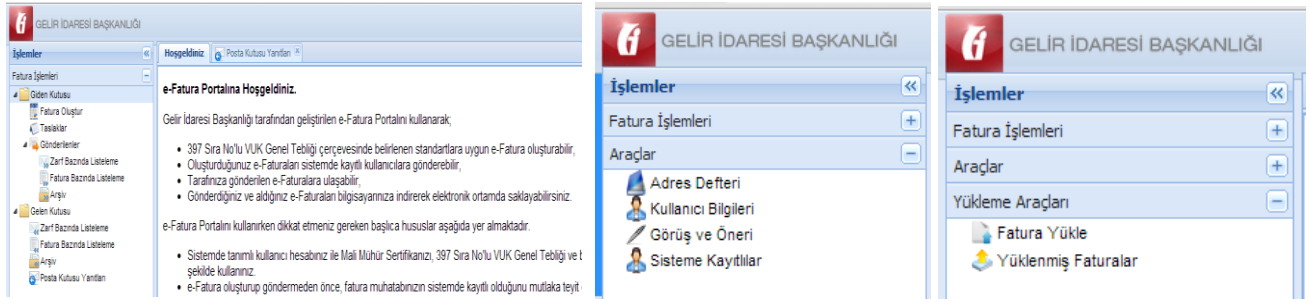 GELİR İDARESİ BAŞKANLIĞI
İşlemler
Fatura İşlemleri
Giden Kutusu
Fatura Oluştur
Taslaklar
Gönderilenler
Zarf Bazında Listeleme
Fatura Bazında Listeleme
Arşiv
Gelen Kutusu
Zarf Bazında Listeleme
Fatura Bazında Listeleme
Arşiv
Posta Kutusu Yanıtları
Hoşgeldiniz Posta Kutusu Yanıtları
e-Fatura Portalına Hoşgeldiniz.
Gelir İdaresi Başkanlığı tarafından geliştirilen e-Fatura Portalını kullanarak;
• 397 Sıra No'lu VUK Genel Tebliği çerçevesinde belirlenen standartlara uygun e-Fatura oluşturabilir,
• Oluşturduğunuz e-Faturaları sistemde kayıtlı kullanıcılara gönderebilir,
• Tarafınıza gönderilen e-Faturalara ulaşabilir,
• Gönderdiğiniz ve aldığınız e-Faturaları bilgisayarınıza indirerek elektronik ortamda saklayabilirsiniz.
e-Fatura Portalını kullanırken dikkat etmeniz gereken başlıca hususlar aşağıda yer almaktadır.
• Sistemde tanımlı kullanıcı hesabınız ile Mali Mühür Sertifikanızı, 397 Sıra No'lu VUK Genel Tebliği ve b
şekilde kullanınız.
• e-Fatura oluşturup göndermeden önce, fatura muhatabınızın sistemde kayıtlı olduğunu mutlaka teyit
GELİR İDARESİ BAŞKANLIĞI
İşlemler
Fatura İşlemleri
Araçlar
Adres Defteri
Kullanıcı Bilgileri
Görüş ve Öneri
Sisteme Kayıtlılar
GELİR İDARESİ BAŞKANLIĞI
İşlemler
Fatura İşlemleri
Araçlar
Yükleme Araçları
Fatura Yükle
Yüklenmiş Faturalar